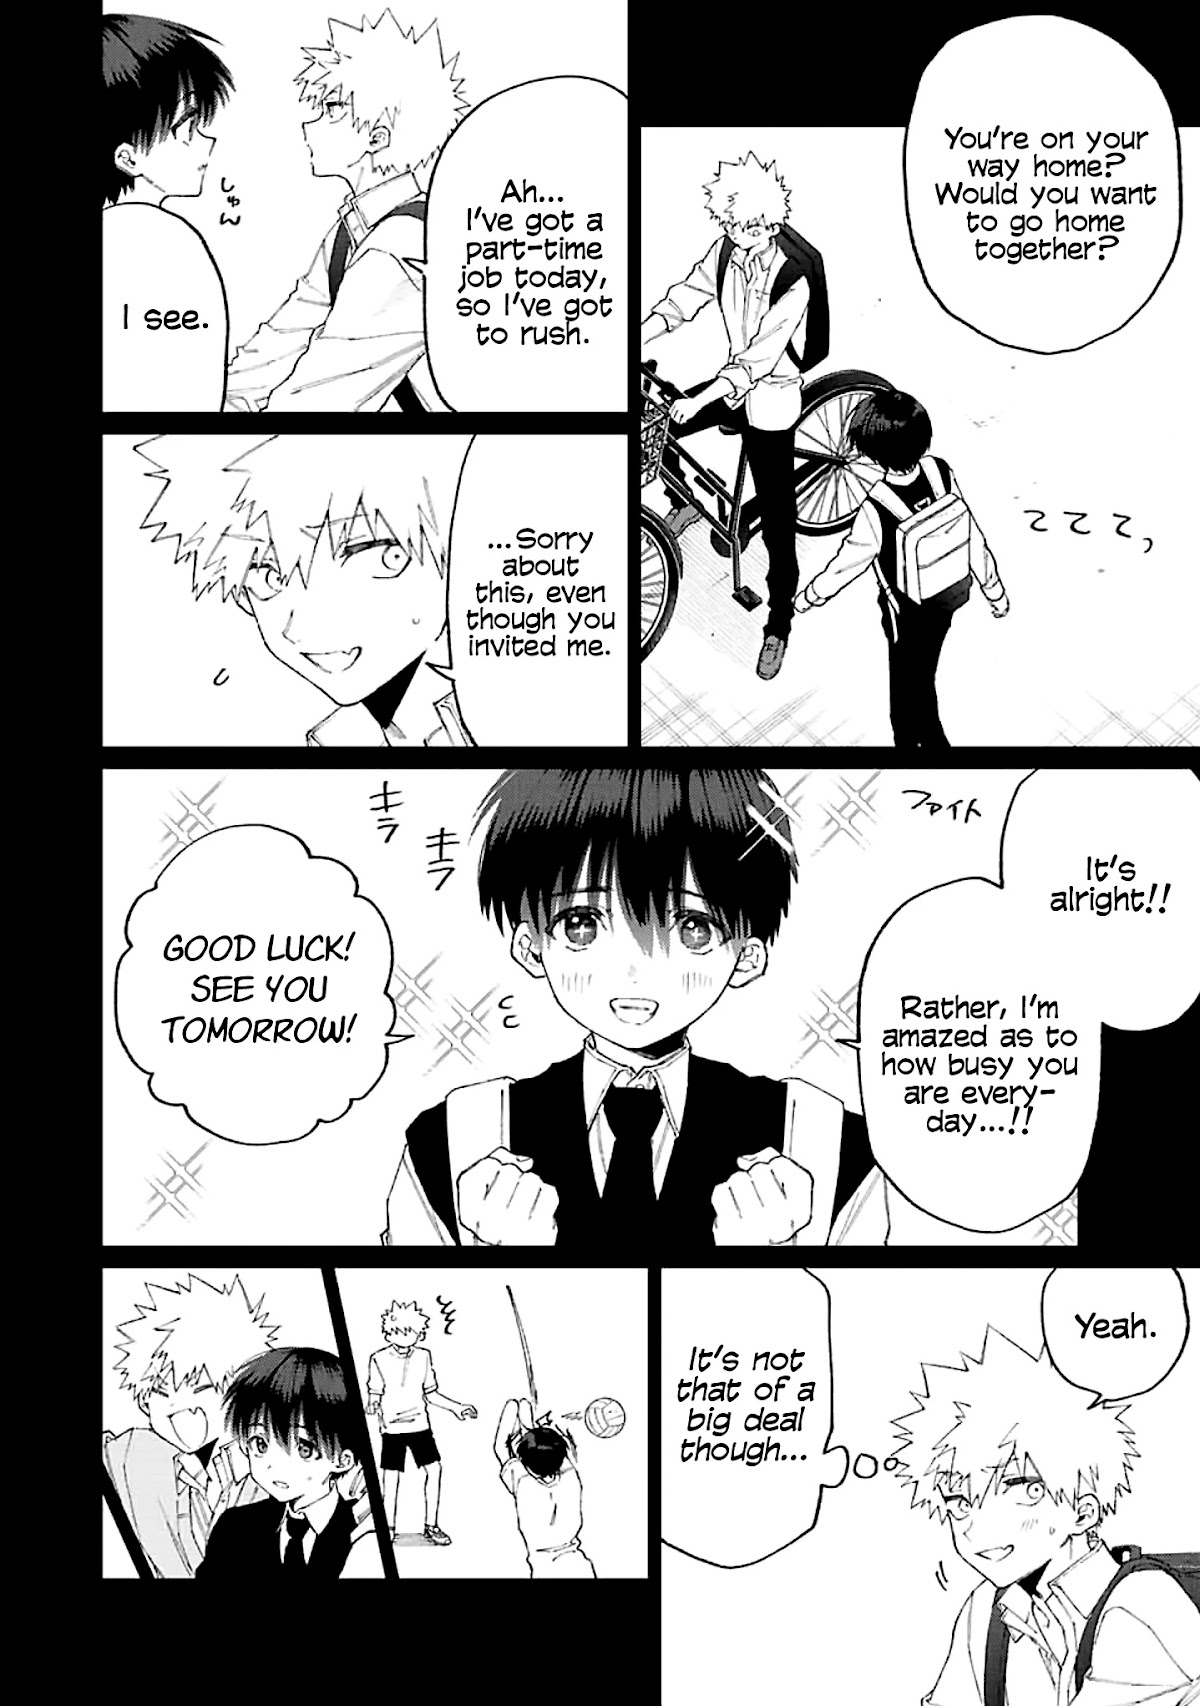 You're on your
way home?
Would you want
to go home
together?
てててて,
Ah...
I've got a
part-time
job today,
so I've got
to rush.
しゅん
I see.
...Sorry
about
this, even
though you
invited me.
It's
alright!!
ファイト
Rather, I'm
amazed as to
how busy you
are every-
day...!!
キラ
キラ
GOOD LUCK!
SEE YOU
TOMORROW!
Yeah.
It's not
that of a
big deal
though...